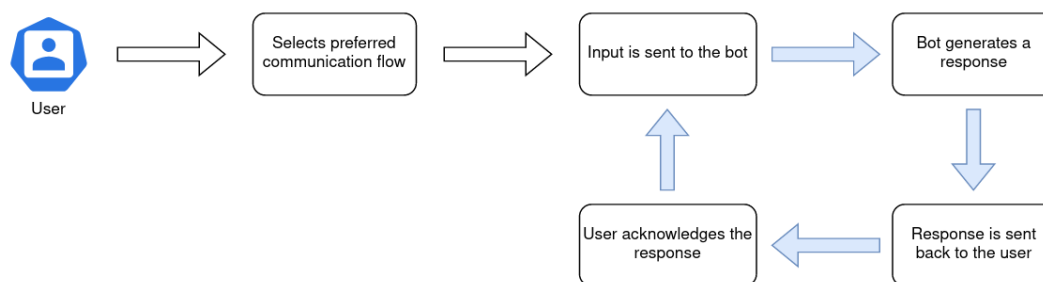 User
Selects preferred
communication flow
Input is sent to the bot
Bot generates a
response
User acknowledges the
response
Response is sent
back to the user